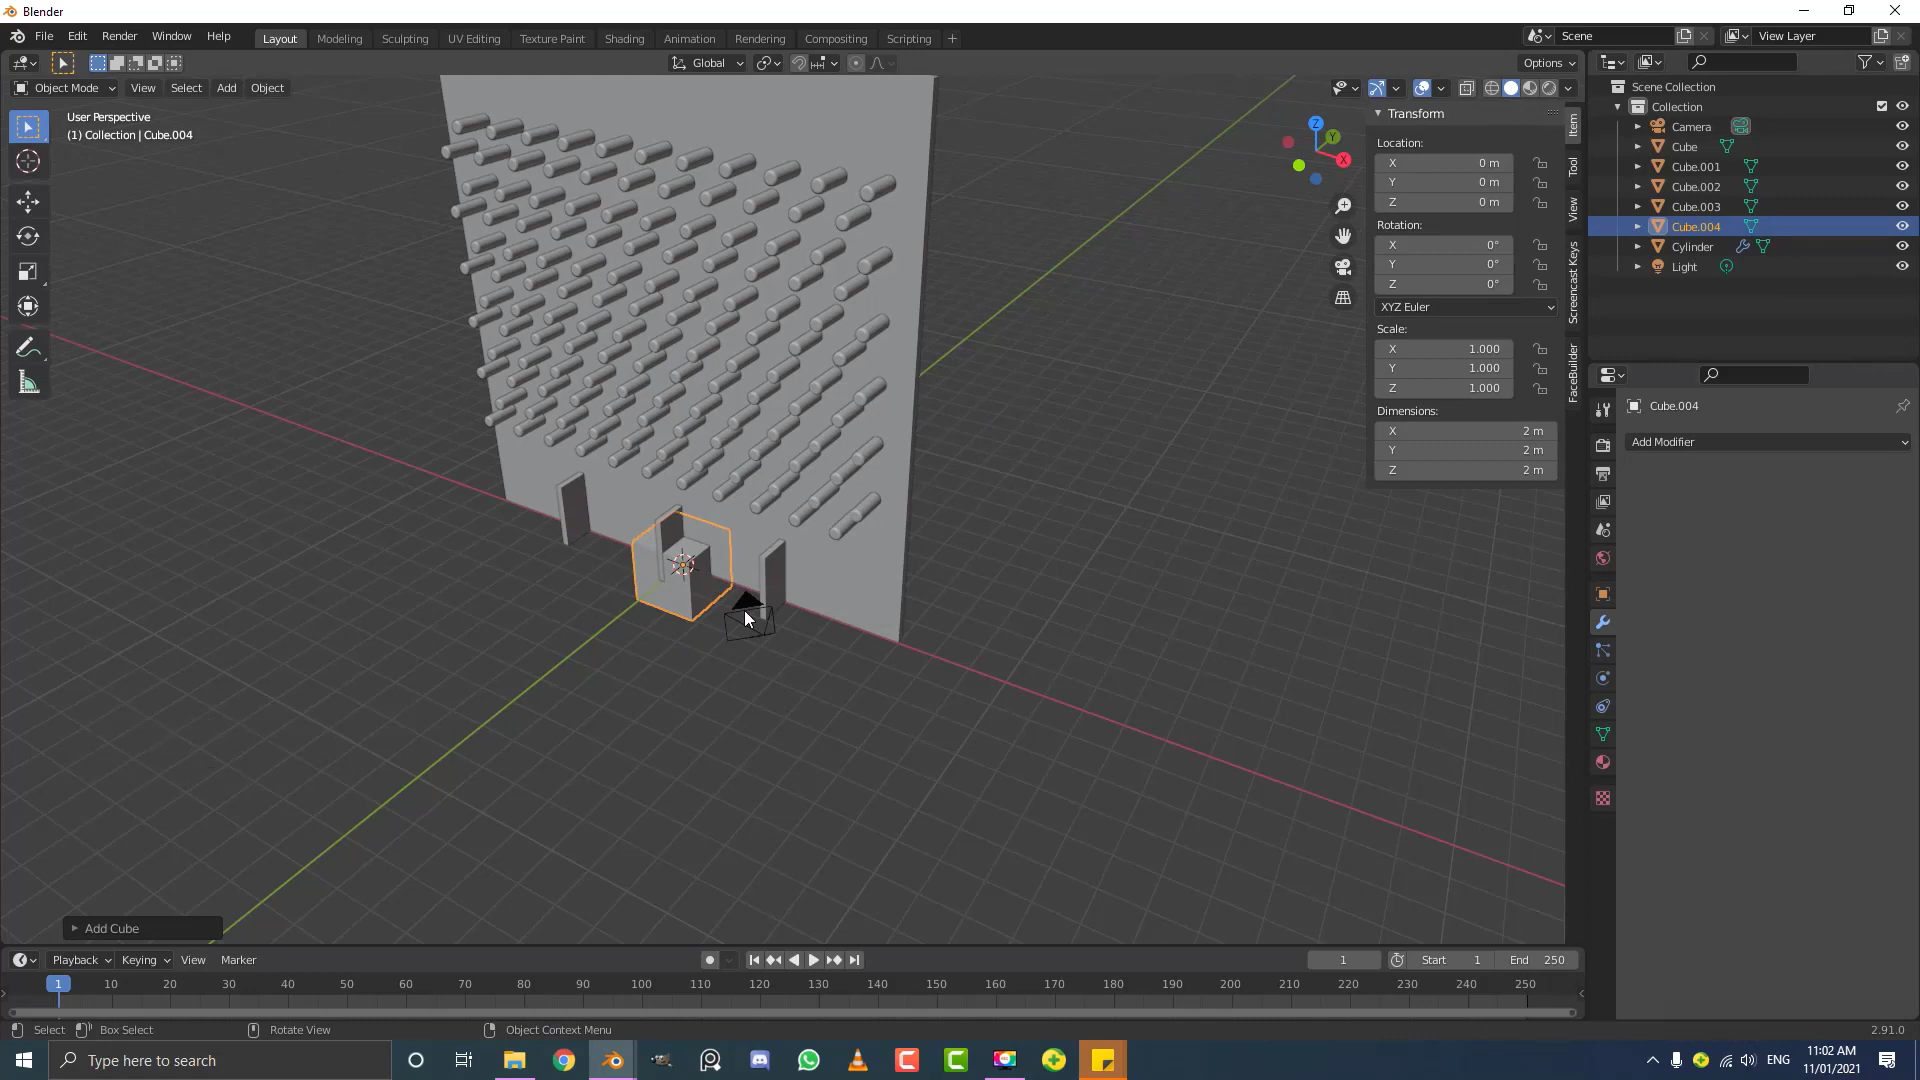 Blender
File Edit Render Window Help
Layout Modeling Sculpting UV Editing Texture Paint Shading Animation Rendering Compositing Scripting +
Scene
View Layer
Global
Options
Object Mode View Select Add Object
User Perspective
(1) Collection | Cube.004
Z
Y
X
Transform
Location:
X 0 m
Y 0 m
Z 0 m
Rotation:
X 0°
Y 0°
Z 0°
XYZ Euler
Scale:
X 1.000
Y 1.000
Z 1.000
Dimensions:
X 2 m
Y 2 m
Z 2 m
Item
Tool
View
Screencast Keys
FaceBuilder
Scene Collection
Collection
Camera
Cube
Cube.001
Cube.002
Cube.003
Cube.004
Cylinder
Light
Cube.004
Add Modifier
Add Cube
Playback Keying View Marker
1
Start 1
End 250
1 10 20 30 40 50 60 70 80 90 100 110 120 130 140 150 160 170 180 190 200 210 220 230 240 250
Select Box Select Rotate View Object Context Menu
2.91.0
Type here to search
ENG
11:02 AM
11/01/2021